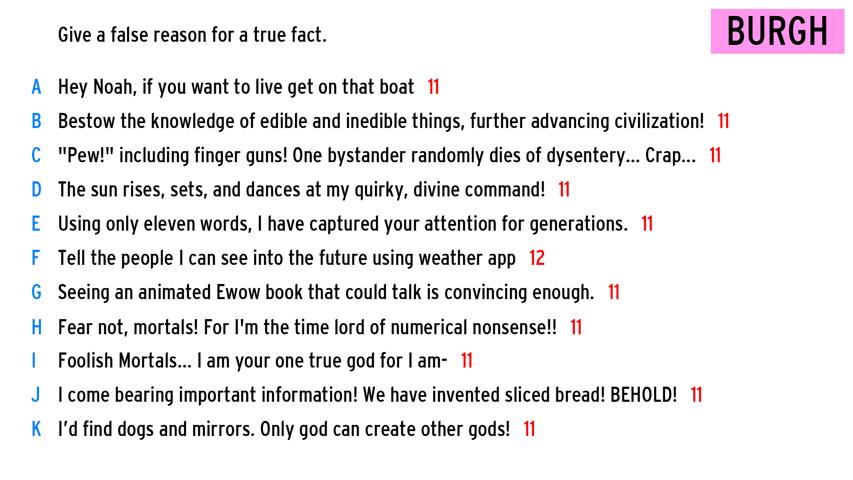 Give a false reason for a true fact.
BURGH
A Hey Noah, if you want to live get on that boat 11
B Bestow the knowledge of edible and inedible things, further advancing civilization! 11
C "Pew!" including finger guns! One bystander randomly dies of dysentery... Crap... 11
D The sun rises, sets, and dances at my quirky, divine command! 11
E Using only eleven words, I have captured your attention for generations. 11
F Tell the people I can see into the future using weather app 12
G Seeing an animated Ewow book that could talk is convincing enough. 11
H Fear not, mortals! For I'm the time lord of numerical nonsense!! 11
I Foolish Mortals... I am your one true god for I am- 11
J I come bearing important information! We have invented sliced bread! BEHOLD! 11
K I'd find dogs and mirrors. Only god can create other gods! 11